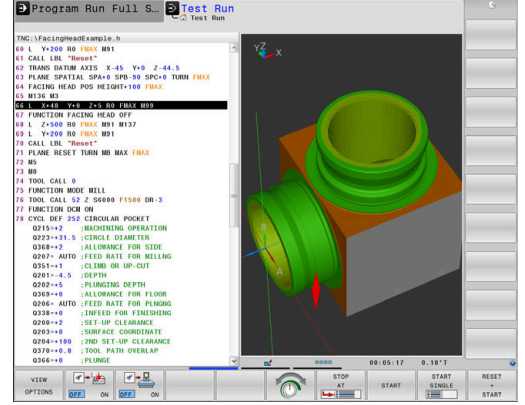 Program Run Full S…
Test Run
Test Run
TNC:\FacingHeadExample.h
60 L Y+200 R0 FMAX M91
61 CALL LBL "Reset"
62 TRANS DATUM AXIS X-45 Y+0 Z-44.5
63 PLANE SPATIAL SPA+0 SPB-90 SPC+0 TURN FMAX
64 FACING HEAD POS HEIGHT+100 FMAX
65 M136 M3
66 L X+48 Y+0 Z+5 R0 FMAX M99
67 FUNCTION FACING HEAD OFF
68 L Z+500 R0 FMAX M91 M137
69 L Y+200 R0 FMAX M91
70 CALL LBL "Reset"
71 PLANE RESET TURN MB MAX FMAX
72 M5
73 M0
74 TOOL CALL 0
75 FUNCTION MODE MILL
76 TOOL CALL 52 Z S6000 F1500 DR-3
77 FUNCTION DCM ON
78 CYCL DEF 252 CIRCULAR POCKET
Q215=+2 ;MACHINING OPERATION
Q223=+31.5 ;CIRCLE DIAMETER
Q368=+2 ;ALLOWANCE FOR SIDE
Q207= AUTO ;FEED RATE FOR MILLNG
Q351=+1 ;CLIMB OR UP-CUT
Q201=-4.5 ;DEPTH
Q202=+5 ;PLUNGING DEPTH
Q369=+0 ;ALLOWANCE FOR FLOOR
Q206= AUTO ;FEED RATE FOR PLNGNG
Q338=+0 ;INFEED FOR FINISHING
Q200=+2 ;SET-UP CLEARANCE
Q203=+0 ;SURFACE COORDINATE
Q204=+100 ;2ND SET-UP CLEARANCE
Q370=+0.8 ;TOOL PATH OVERLAP
Q366=+0 ;PLUNGE
YZ X
B
A
00:05:17 0.10*T
VIEW OPTIONS
OFF ON
OFF ON
STOP AT
START
START SINGLE
RESET + START